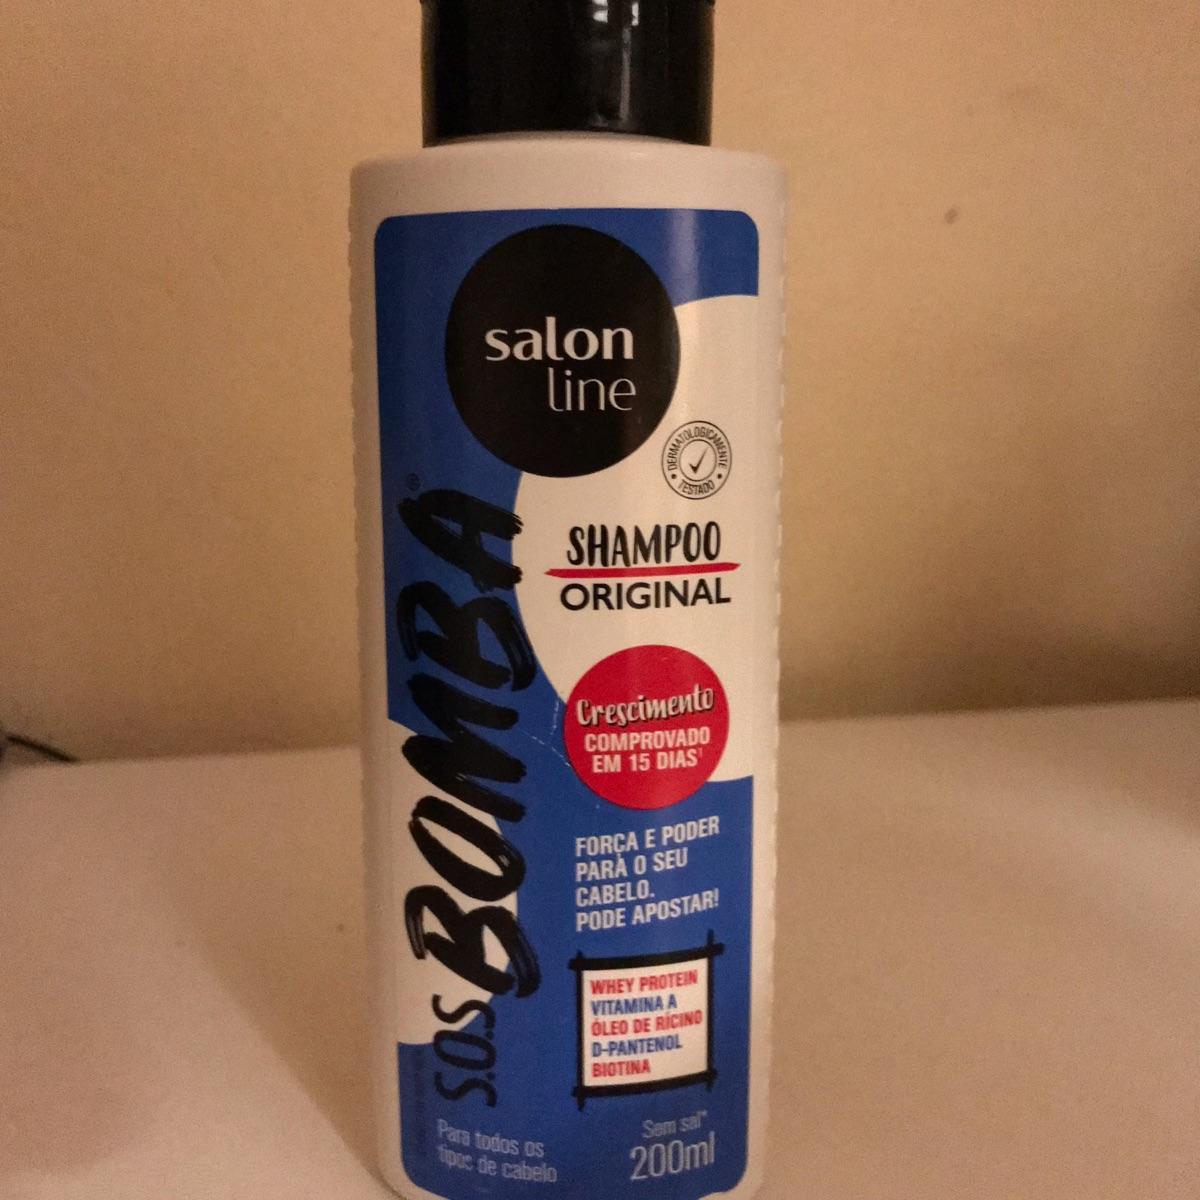 salon
line
DERMATOLOGICAMENTE
TESTADO
SHAMPOO
ORIGINAL
S.O.S BOMBA®
Crescimento
COMPROVADO
EM 15 DIAS¹
FORÇA E PODER
PARA O SEU
CABELO.
PODE APOSTAR!
WHEY PROTEIN
VITAMINA A
ÓLEO DE RÍCINO
D-PANTENOL
BIOTINA
Para todos os
tipos de cabelo
Sem sal*
200ml